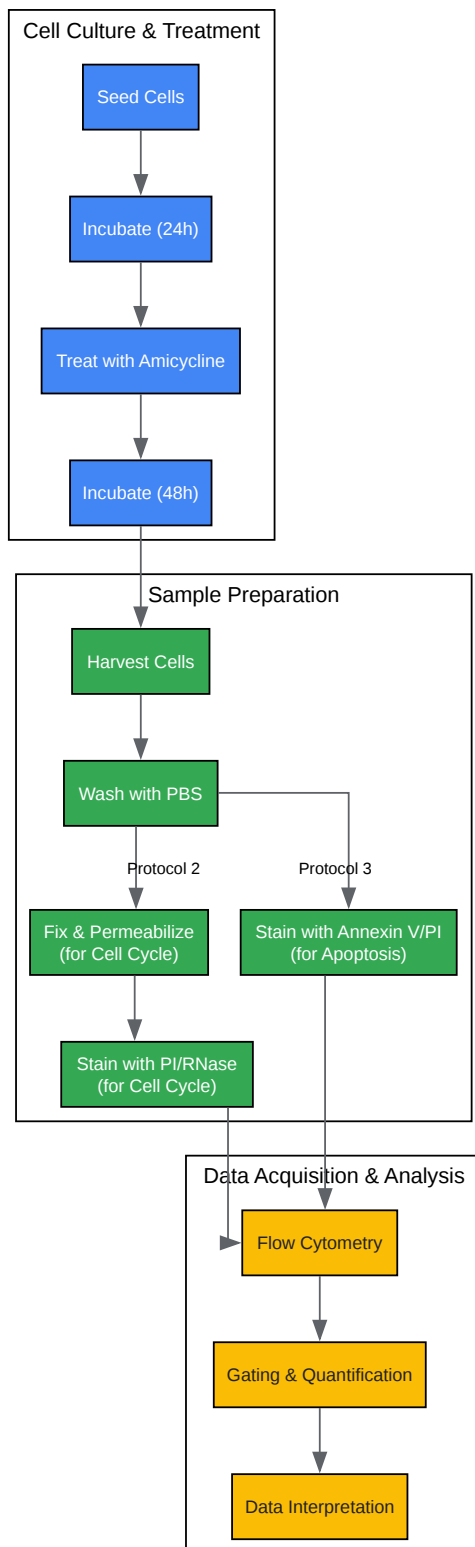 Cell Culture & Treatment
Seed Cells
Incubate (24h)
Treat with Amicycline
Incubate (48h)
Sample Preparation
Harvest Cells
Wash with PBS
Protocol 2
Protocol 3
Fix & Permeabilize
(for Cell Cycle)
Stain with Annexin V/PI
(for Apoptosis)
Stain with PI/RNase
(for Cell Cycle)
Data Acquisition & Analysis
Flow Cytometry
Gating & Quantification
Data Interpretation